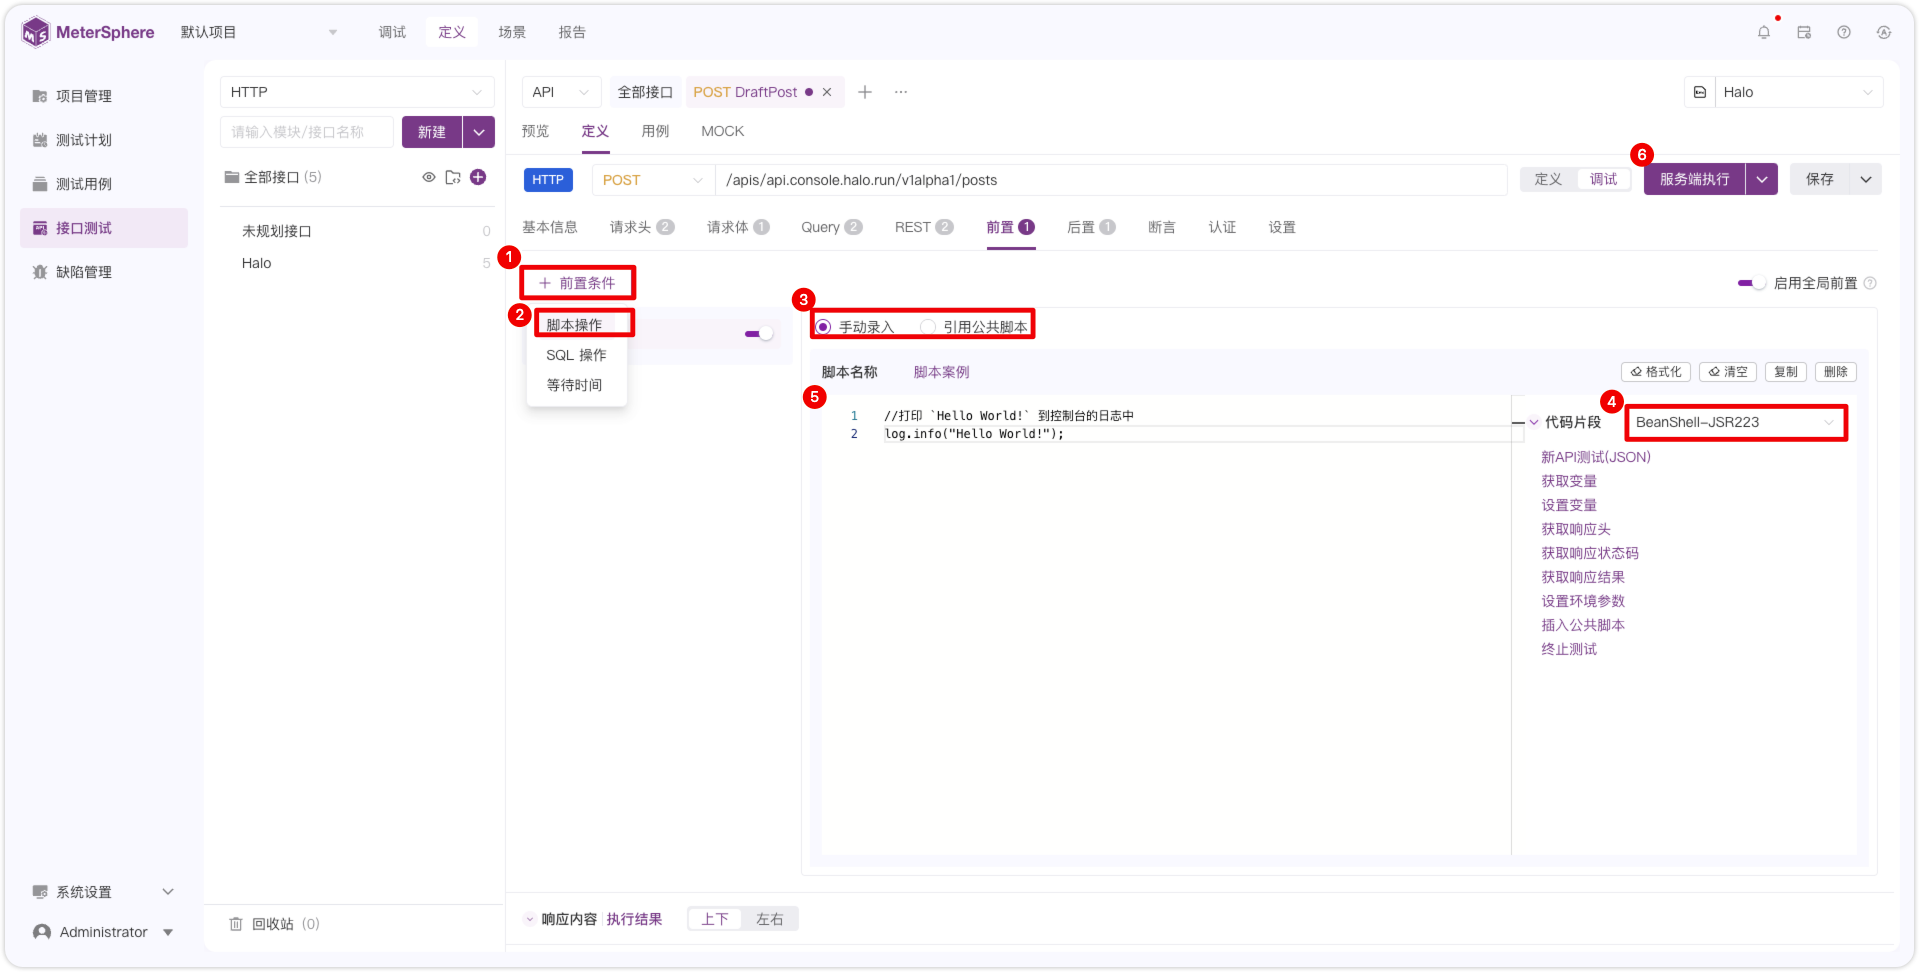 MeterSphere
默认项目
调试
定义
场景
报告
项目管理
测试计划
测试用例
接口测试
缺陷管理
系统设置
Administrator
HTTP
请输入模块/接口名称
新建
全部接口 (5)
未规划接口
0
Halo
5
回收站 (0)
API
全部接口
POST DraftPost
Halo
预览
定义
用例
MOCK
HTTP
POST
/apis/api.console.halo.run/v1alpha1/posts
定义
调试
6
服务端执行
保存
基本信息
请求头 2
请求体 1
Query 2
REST 2
前置 1
后置 1
断言
认证
设置
1
前置条件
启用全局前置
2
脚本操作
SQL 操作
等待时间
3
手动录入
引用公共脚本
脚本名称
脚本案例
格式化
清空
复制
删除
5
1 //打印 `Hello World!` 到控制台的日志中
2 log.info("Hello World!");
4
代码片段
BeanShell-JSR223
新API测试(JSON)
获取变量
设置变量
获取响应头
获取响应状态码
获取响应结果
设置环境参数
插入公共脚本
终止测试
响应内容
执行结果
上下
左右